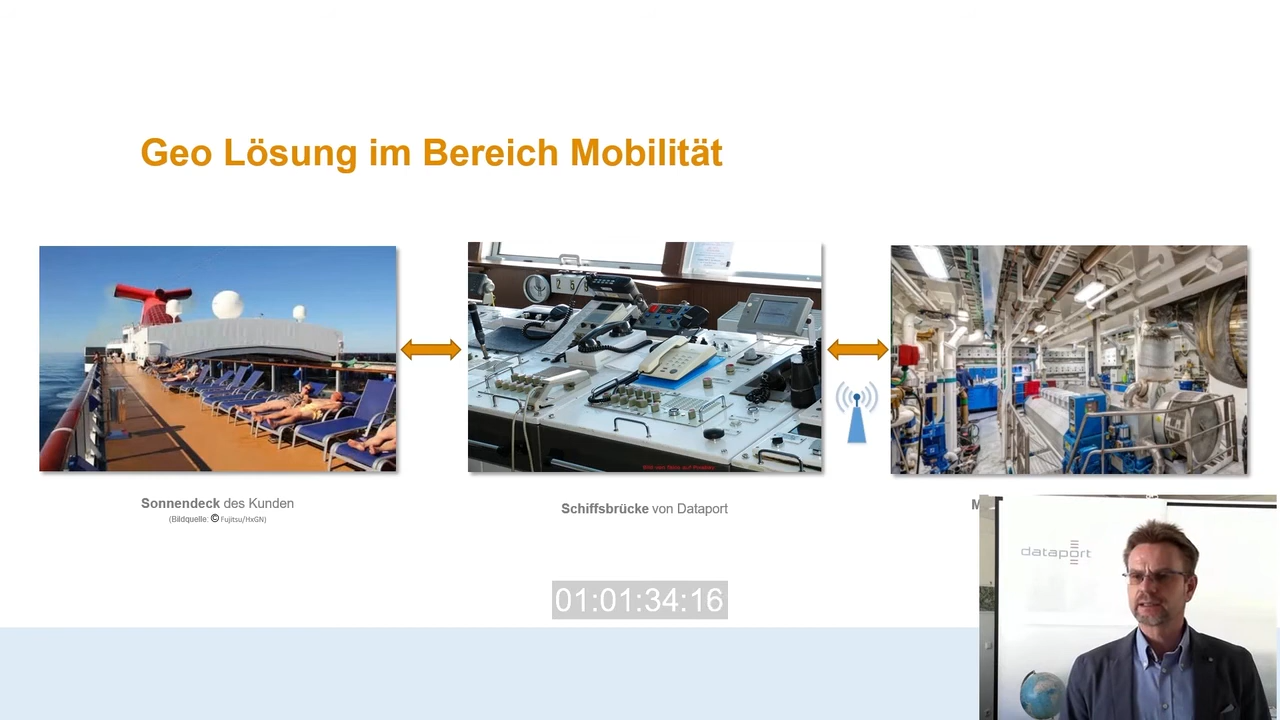 Geo Lösung im Bereich Mobilität
Sonnendeck des Kunden
(Bildquelle: © Fujitsu/HxGN)
Schiffsbrücke von Dataport
01:01:34:16
dataport